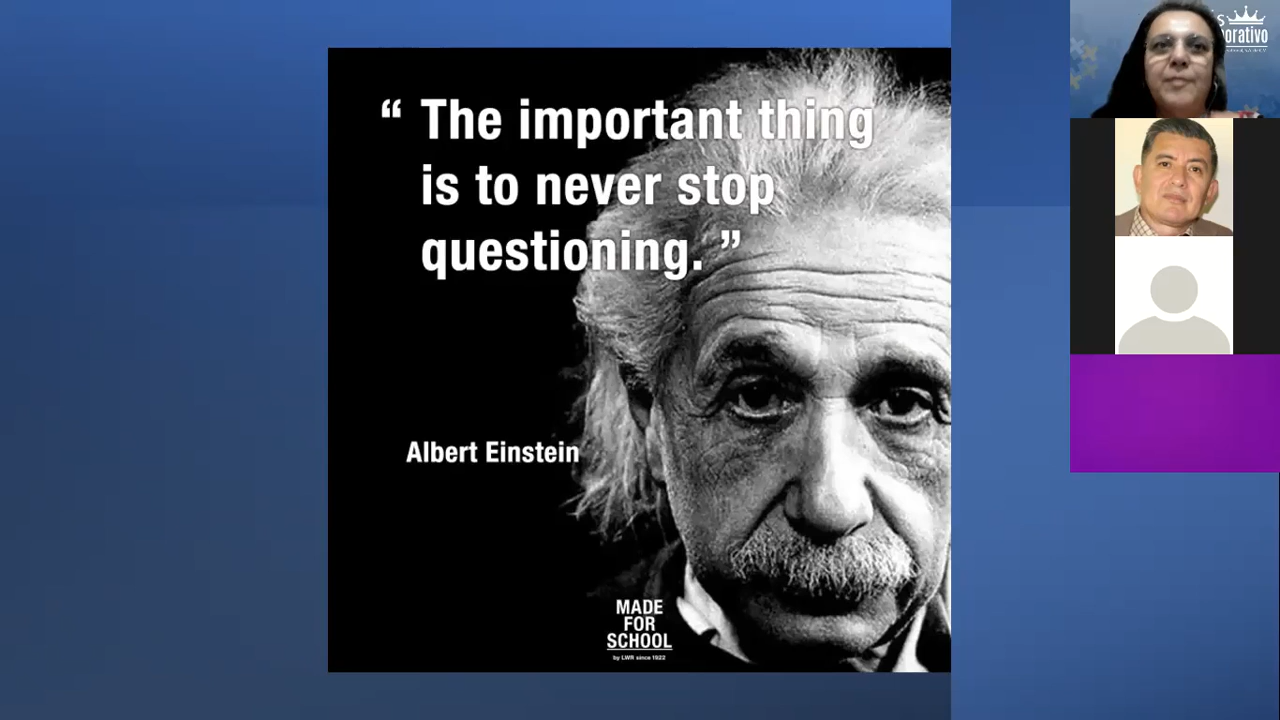 “ The important thing
is to never stop
questioning. ”
Albert Einstein
MADE
FOR
SCHOOL
by LWR since 1922